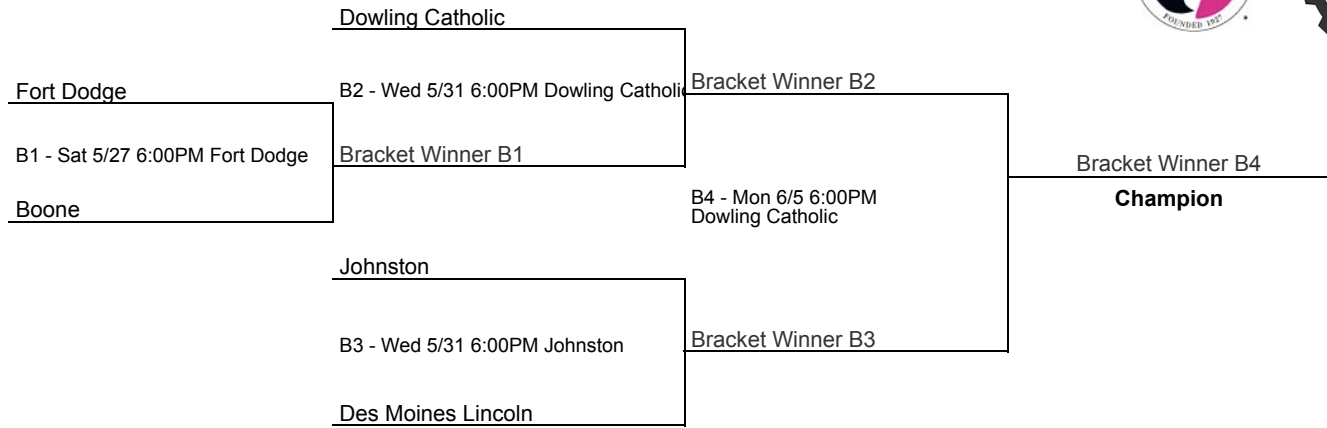 FOUNDED 1927
Dowling Catholic
Fort Dodge
B2 - Wed 5/31 6:00PM Dowling Catholic
Bracket Winner B2
B1 - Sat 5/27 6:00PM Fort Dodge
Bracket Winner B1
Bracket Winner B4
Boone
B4 - Mon 6/5 6:00PM
Dowling Catholic
Champion
Johnston
B3 - Wed 5/31 6:00PM Johnston
Bracket Winner B3
Des Moines Lincoln